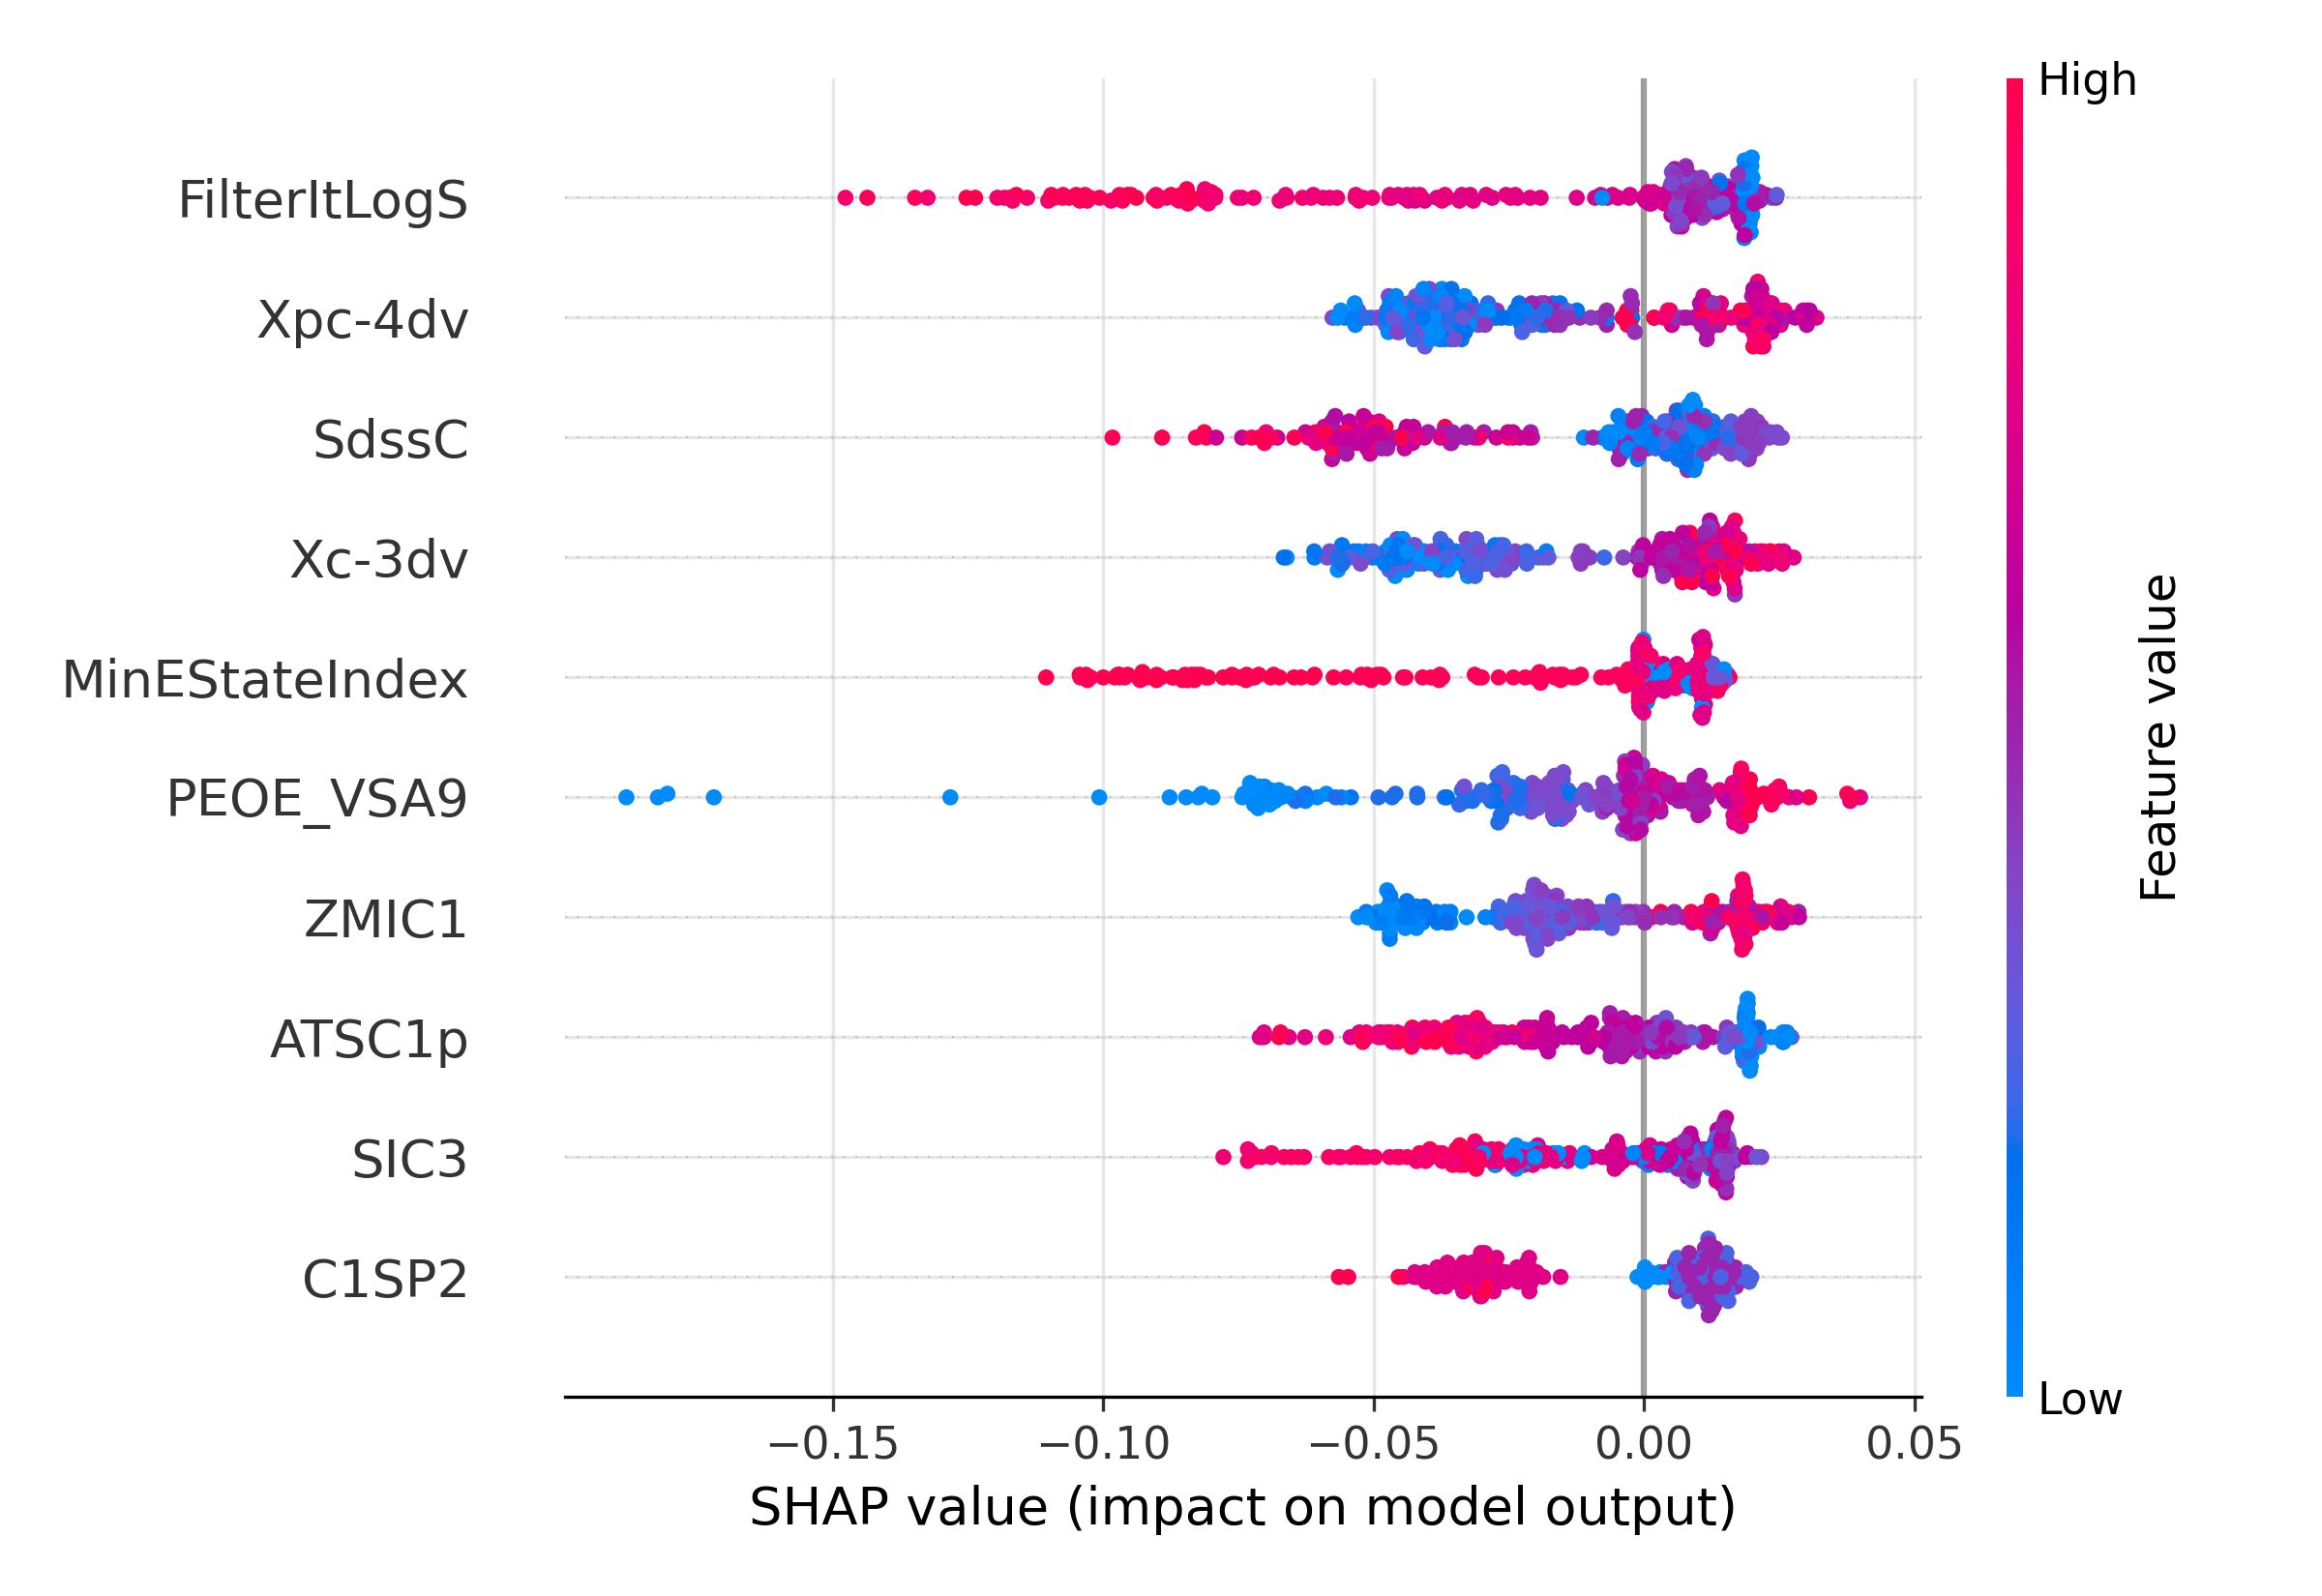 High
FilterItLogS
Xpc-4dv
SdssC
Xc-3dv
MinEStateIndex
PEOE_VSA9
ZMIC1
ATSC1p
SIC3
C1SP2
Feature value
Low
−0.15 −0.10 −0.05 0.00 0.05
SHAP value (impact on model output)